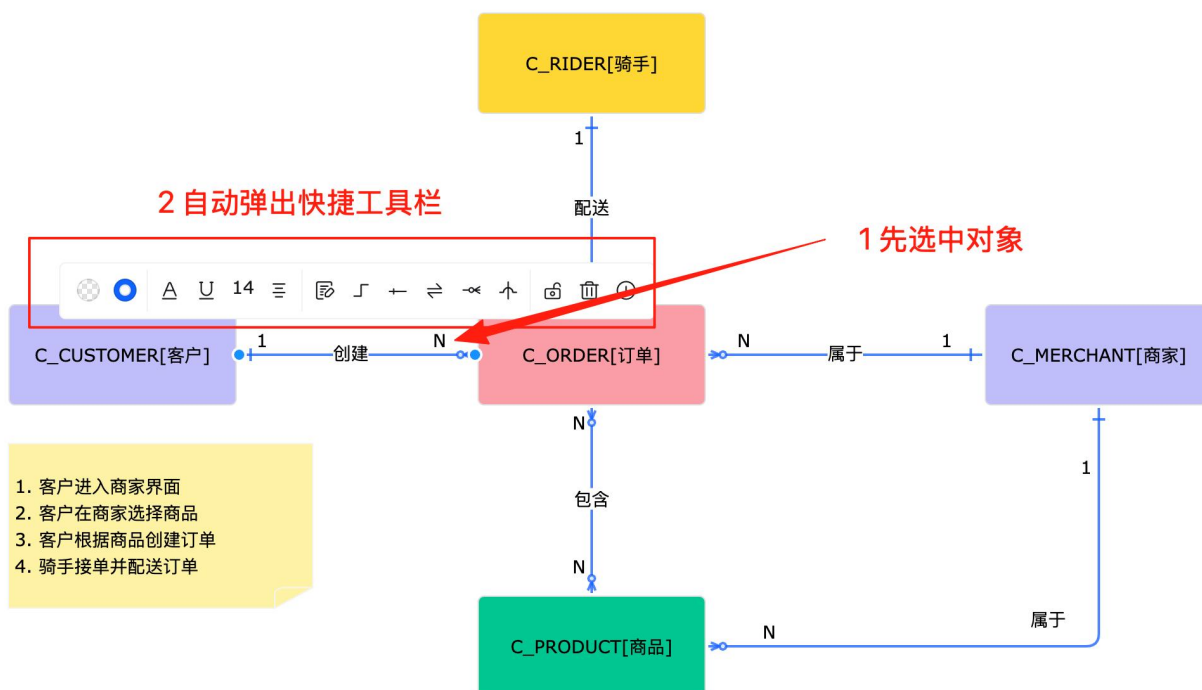 C_RIDER[骑手]
1
配送
2 自动弹出快捷工具栏
1 先选中对象
A U 14
C_CUSTOMER[客户]
1
创建
N
C_ORDER[订单]
N
属于
1
C_MERCHANT[商家]
N
包含
N
1
属于
N
1. 客户进入商家界面
2. 客户在商家选择商品
3. 客户根据商品创建订单
4. 骑手接单并配送订单
C_PRODUCT[商品]